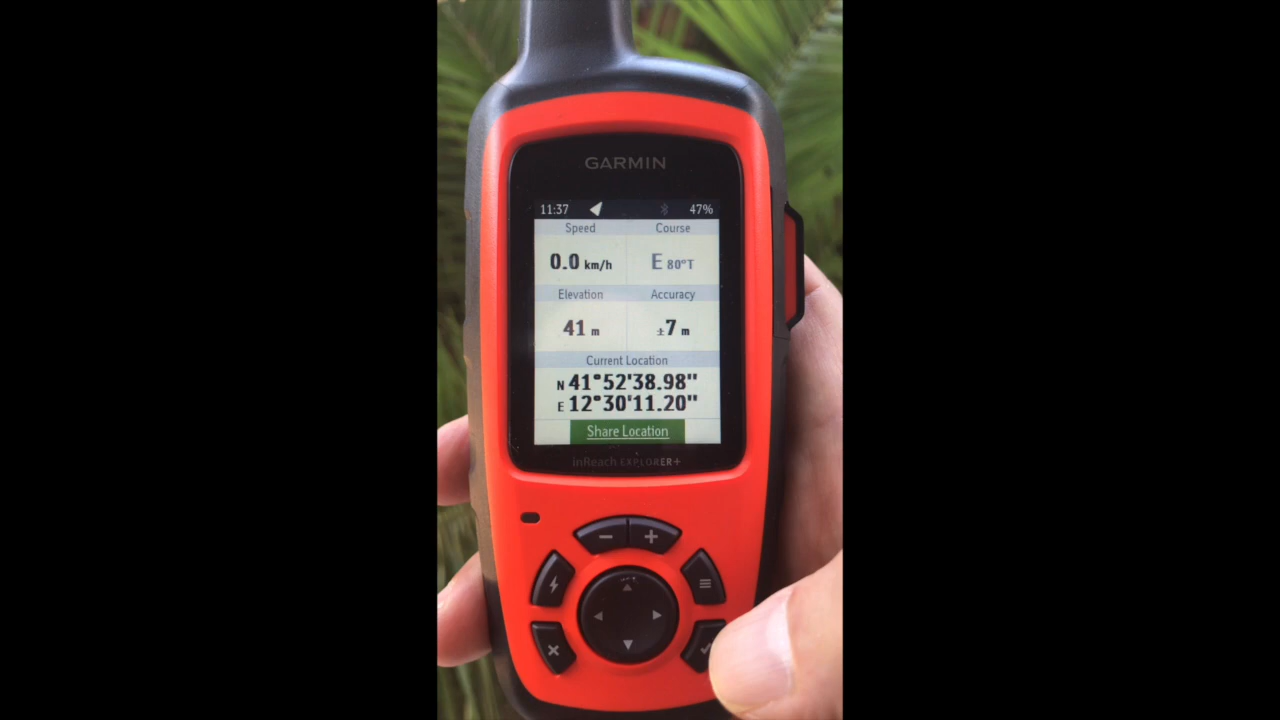 GARMIN
11:37 47%
Speed Course
0.0 km/h E 80°T
Elevation Accuracy
41 m ±7 m
Current Location
N 41°52'38.98"
E 12°30'11.20"
Share Location
inReach EXPLORER+